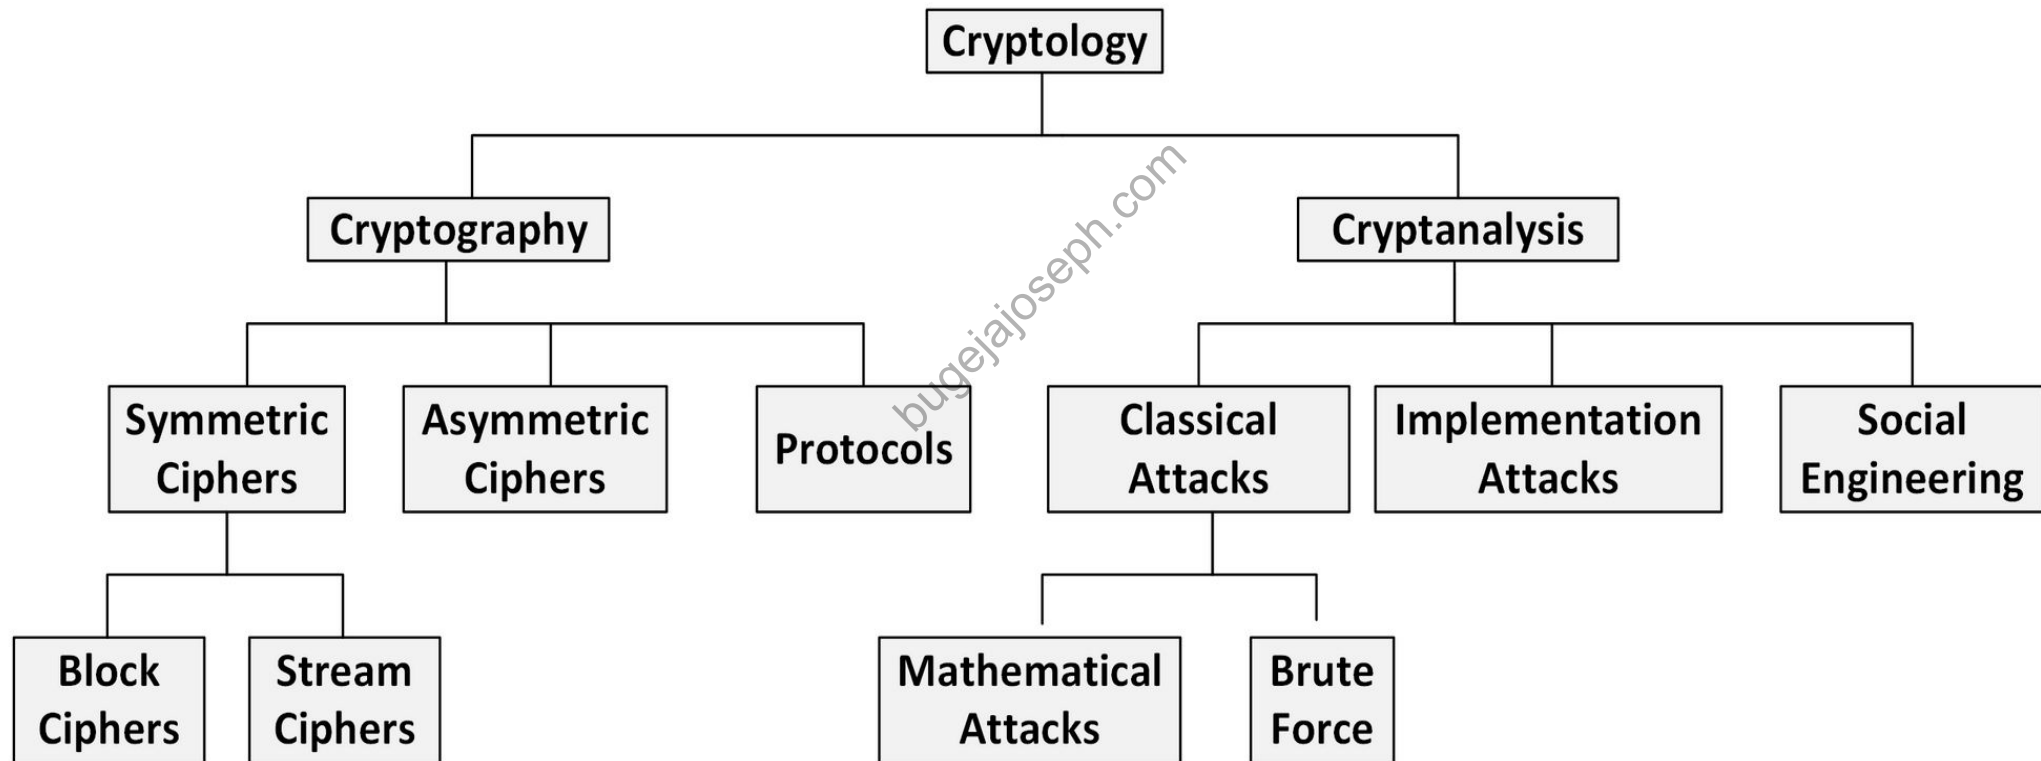 Cryptology
Cryptography
Cryptanalysis
bugejajoseph.com
Symmetric
Ciphers
Asymmetric
Ciphers
Protocols
Classical
Attacks
Implementation
Attacks
Social
Engineering
Block
Ciphers
Stream
Ciphers
Mathematical
Attacks
Brute
Force